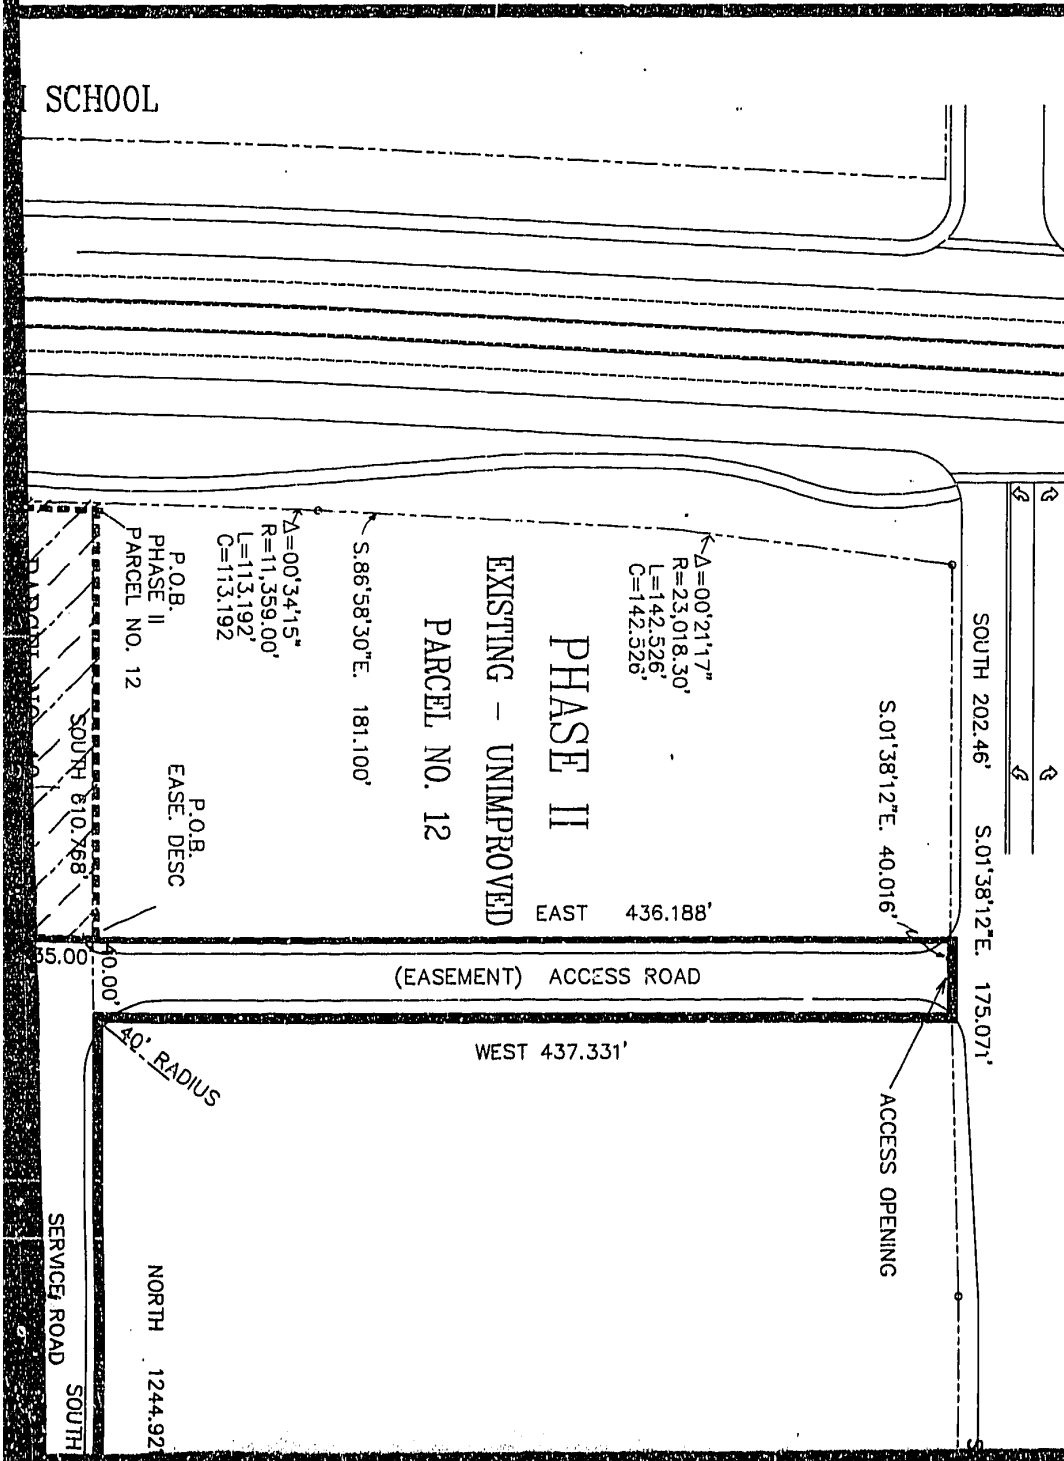 SCHOOL
SOUTH 202.46'
S.01°38'12"E. 175.071'
S.01°38'12"E. 40.016'
Δ=00°21'17"
R=23,018.30'
L=142.526'
C=142.526'
PHASE II
EXISTING - UNIMPROVED
PARCEL NO. 12
S.86°58'30"E. 181.100'
Δ=00°34'15"
R=11,359.00'
L=113.192'
C=113.192
P.O.B.
PHASE II
PARCEL NO. 12
P.O.B.
EASE. DESC
SOUTH 610.768'
EAST 436.188'
35.00'
40.00'
(EASEMENT) ACCESS ROAD
WEST 437.331'
40' RADIUS
ACCESS OPENING
NORTH 1244.92'
SERVICE ROAD
SOUTH